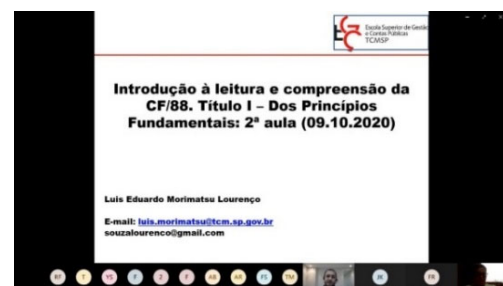 Escola Superior de Gestão
e Contas Públicas
TCMSP
Introdução à leitura e compreensão da
CF/88. Título I – Dos Princípios
Fundamentais: 2ª aula (09.10.2020)
Luis Eduardo Morimatsu Lourenço
E-mail: luis.morimatsu@tcm.sp.gov.br
souzalourenco@gmail.com